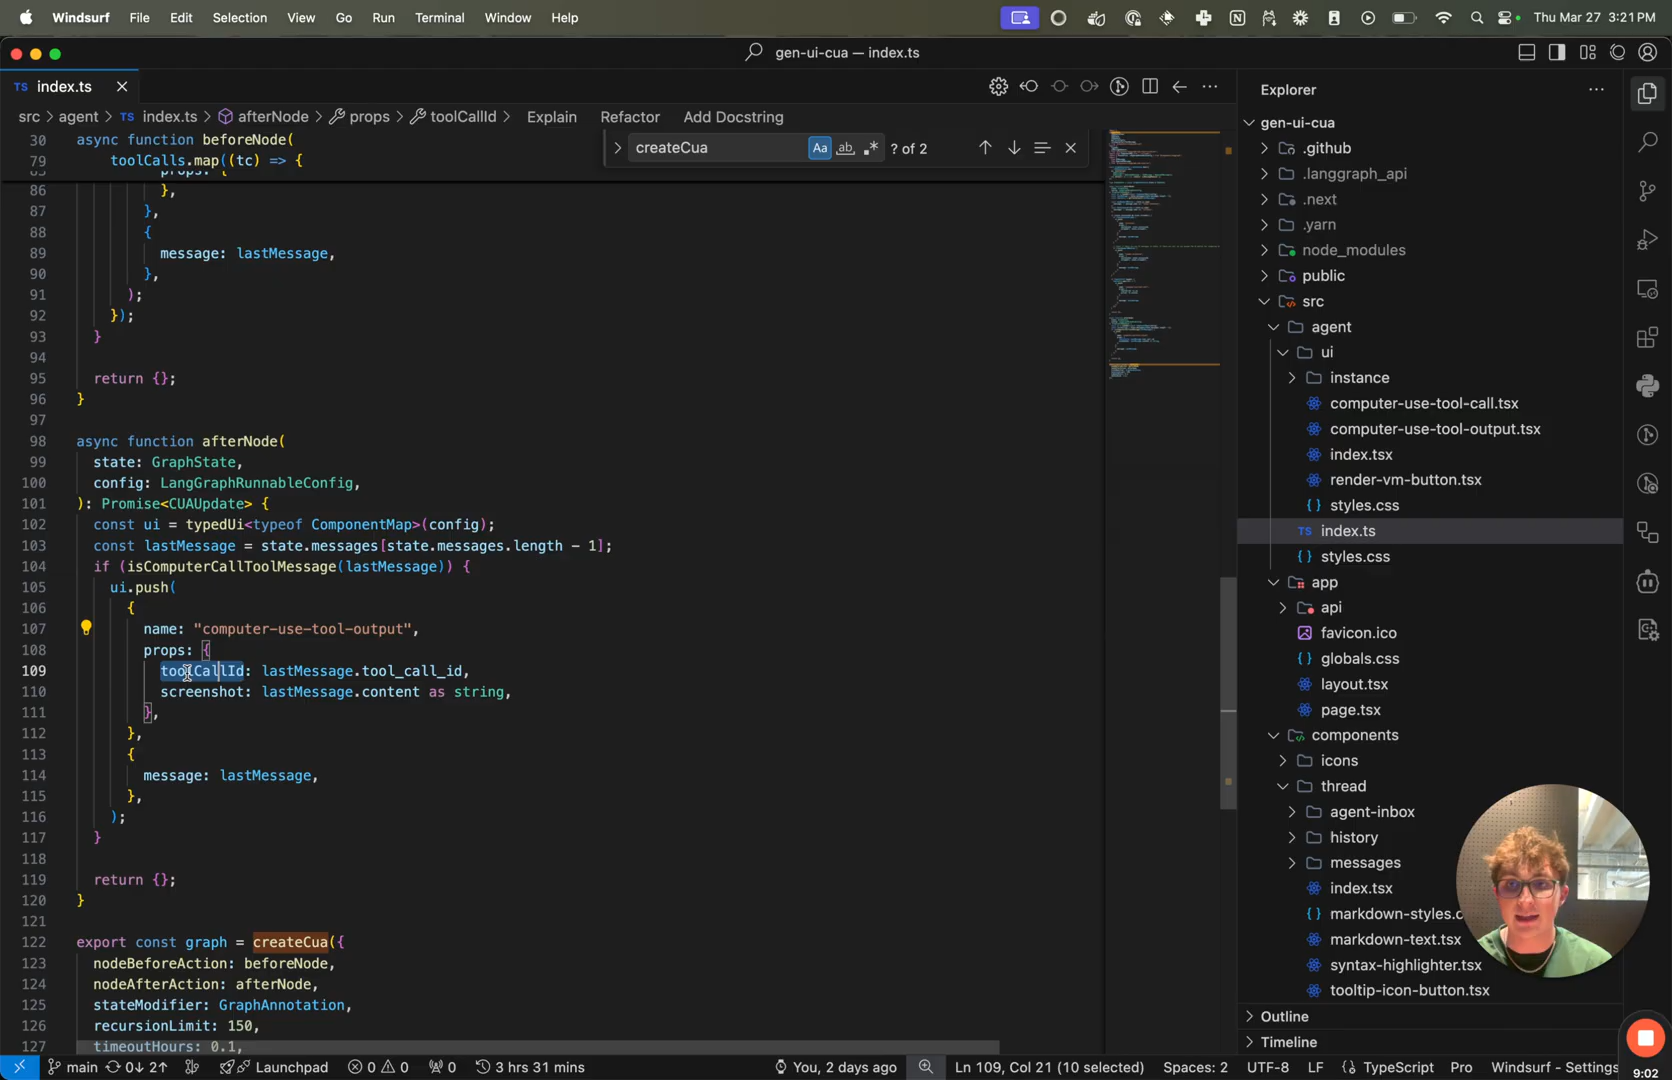 Windsurf File Edit Selection View Go Run Terminal Window Help Thu Mar 27 3:21 PM
gen-ui-cua — index.ts
TS index.ts
src > agent > TS index.ts > afterNode > props > toolCallId > Explain Refactor Add Docstring
createCua Aa ab ? of 2
30 async function beforeNode(
79 toolCalls.map((tc) => {
86 },
87 },
88 {
89 message: lastMessage,
90 },
91 );
92 });
93 }
94
95 return {};
96 }
97
98 async function afterNode(
99 state: GraphState,
100 config: LangGraphRunnableConfig,
101 ): Promise<CUAUpdate> {
102 const ui = typedUi<typeof ComponentMap>(config);
103 const lastMessage = state.messages[state.messages.length - 1];
104 if (isComputerCallToolMessage(lastMessage)) {
105 ui.push(
106 {
107 name: "computer-use-tool-output",
108 props: {
109 toolCallId: lastMessage.tool_call_id,
110 screenshot: lastMessage.content as string,
111 },
112 },
113 {
114 message: lastMessage,
115 },
116 );
117 }
118
119 return {};
120 }
121
122 export const graph = createCua({
123 nodeBeforeAction: beforeNode,
124 nodeAfterAction: afterNode,
125 stateModifier: GraphAnnotation,
126 recursionLimit: 150,
127 timeoutHours: 0.1,
Explorer
gen-ui-cua
.github
.langgraph_api
.next
.yarn
node_modules
public
src
agent
ui
instance
computer-use-tool-call.tsx
computer-use-tool-output.tsx
index.tsx
render-vm-button.tsx
styles.css
TS index.ts
styles.css
app
api
favicon.ico
globals.css
layout.tsx
page.tsx
components
icons
thread
agent-inbox
history
messages
index.tsx
markdown-styles.c
markdown-text.tsx
syntax-highlighter.tsx
tooltip-icon-button.tsx
Outline
Timeline
main 0↓ 2↑ Launchpad 0 0 0 3 hrs 31 mins You, 2 days ago Ln 109, Col 21 (10 selected) Spaces: 2 UTF-8 LF TypeScript Pro Windsurf - Settings
9:02